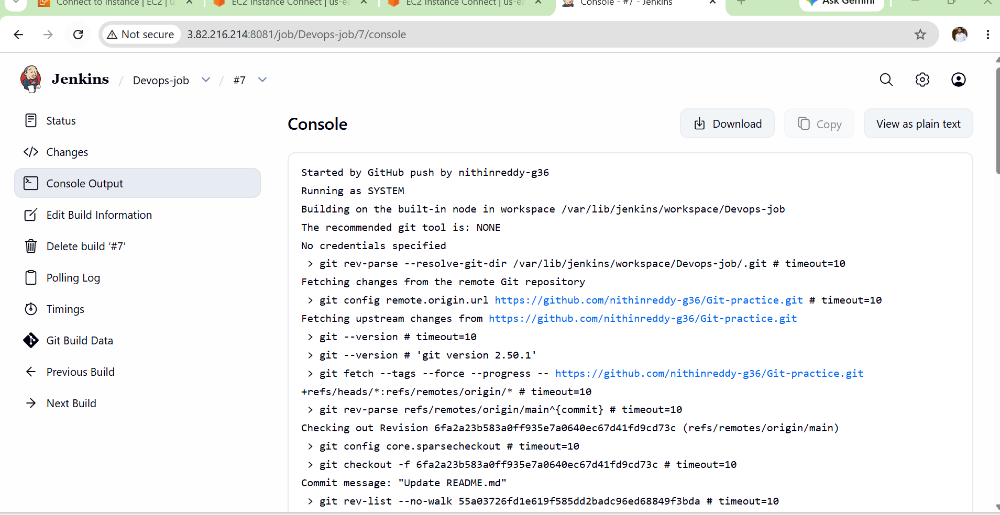 Connect to Instance | EC2 | u
EC2 Instance Connect | us-ea
EC2 Instance Connect | us-ea
Console - #7 - Jenkins
Ask Gemini
Not secure
3.82.216.214:8081/job/Devops-job/7/console
Jenkins / Devops-job / #7
Status
Changes
Console Output
Edit Build Information
Delete build ‘#7’
Polling Log
Timings
Git Build Data
Previous Build
Next Build
Console
Download
Copy
View as plain text
Started by GitHub push by nithinreddy-g36
Running as SYSTEM
Building on the built-in node in workspace /var/lib/jenkins/workspace/Devops-job
The recommended git tool is: NONE
No credentials specified
> git rev-parse --resolve-git-dir /var/lib/jenkins/workspace/Devops-job/.git # timeout=10
Fetching changes from the remote Git repository
> git config remote.origin.url https://github.com/nithinreddy-g36/Git-practice.git # timeout=10
Fetching upstream changes from https://github.com/nithinreddy-g36/Git-practice.git
> git --version # timeout=10
> git --version # 'git version 2.50.1'
> git fetch --tags --force --progress -- https://github.com/nithinreddy-g36/Git-practice.git
+refs/heads/*:refs/remotes/origin/* # timeout=10
> git rev-parse refs/remotes/origin/main^{commit} # timeout=10
Checking out Revision 6fa2a23b583a0ff935e7a0640ec67d41fd9cd73c (refs/remotes/origin/main)
> git config core.sparsecheckout # timeout=10
> git checkout -f 6fa2a23b583a0ff935e7a0640ec67d41fd9cd73c # timeout=10
Commit message: "Update README.md"
> git rev-list --no-walk 55a03726fd1e619f585dd2badc96ed68849f3bda # timeout=10